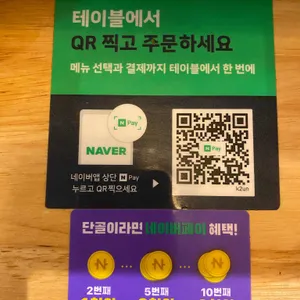 테이블에서
QR 찍고 주문하세요
메뉴 선택과 결제까지 테이블에서 한 번에
N Pay
NAVER
네이버앱 상단 N Pay
누르고 QR찍으세요
N Pay
k2un
단골이라면 네이버페이 혜택!
N ... N ... N
2번째 5번째 10번째